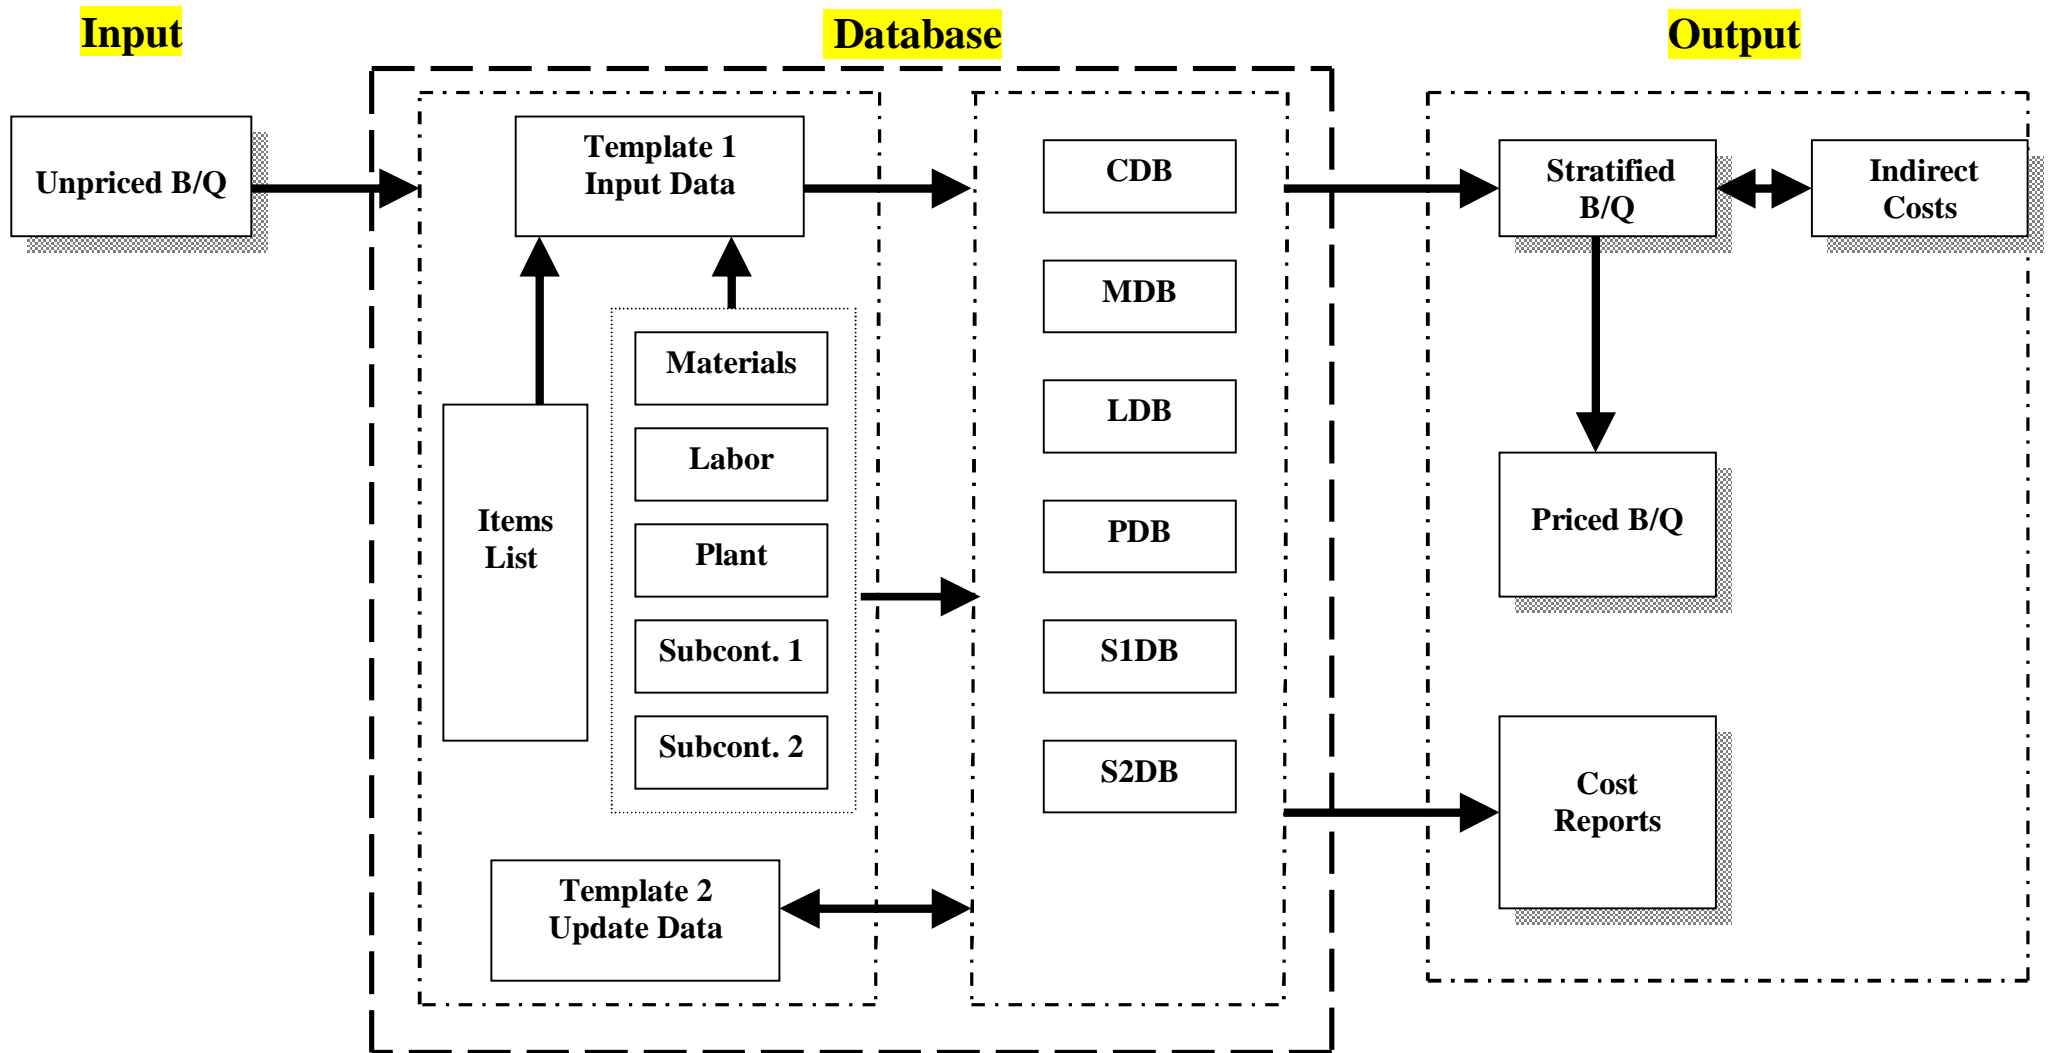 Input
Database
Output
Unpriced B/Q
Template 1
Input Data
Items
List
Materials
Labor
Plant
Subcont. 1
Subcont. 2
Template 2
Update Data
CDB
MDB
LDB
PDB
S1DB
S2DB
Stratified
B/Q
Indirect
Costs
Priced B/Q
Cost
Reports